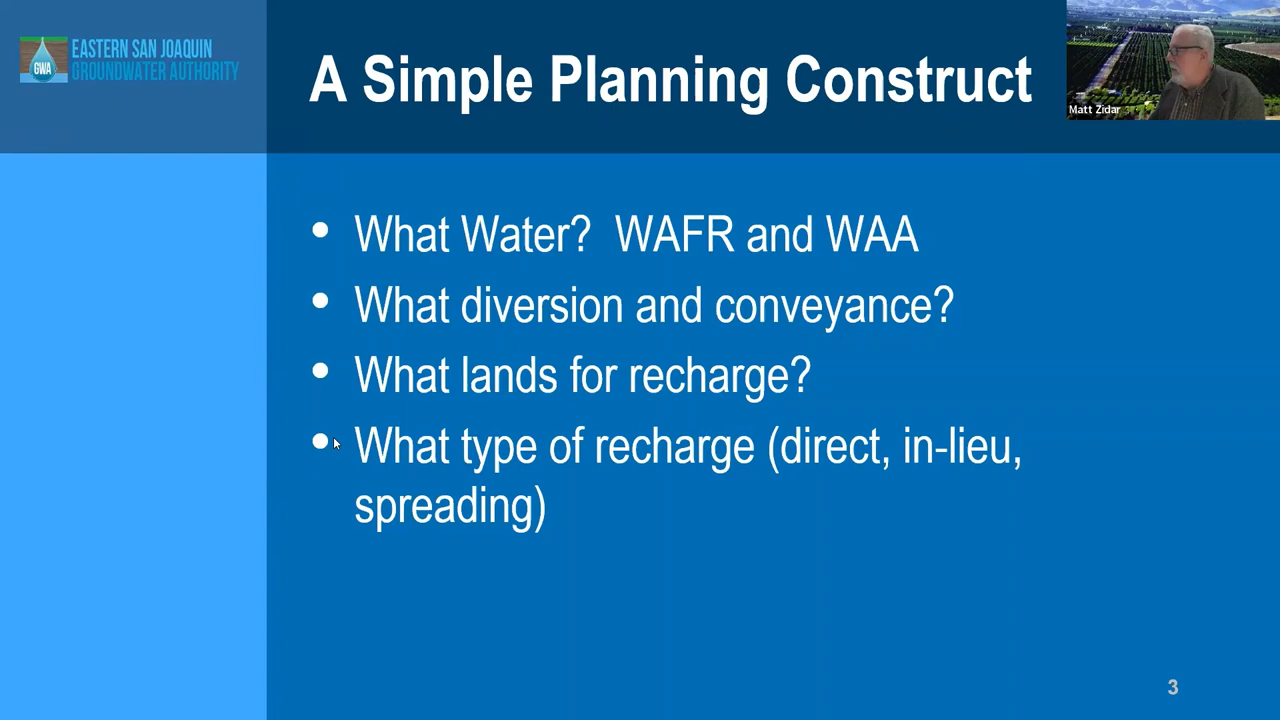 EASTERN SAN JOAQUIN
GROUNDWATER AUTHORITY
GWA
A Simple Planning Construct
Matt Zidar
• What Water?  WAFR and WAA
• What diversion and conveyance?
• What lands for recharge?
• What type of recharge (direct, in-lieu,
spreading)
3